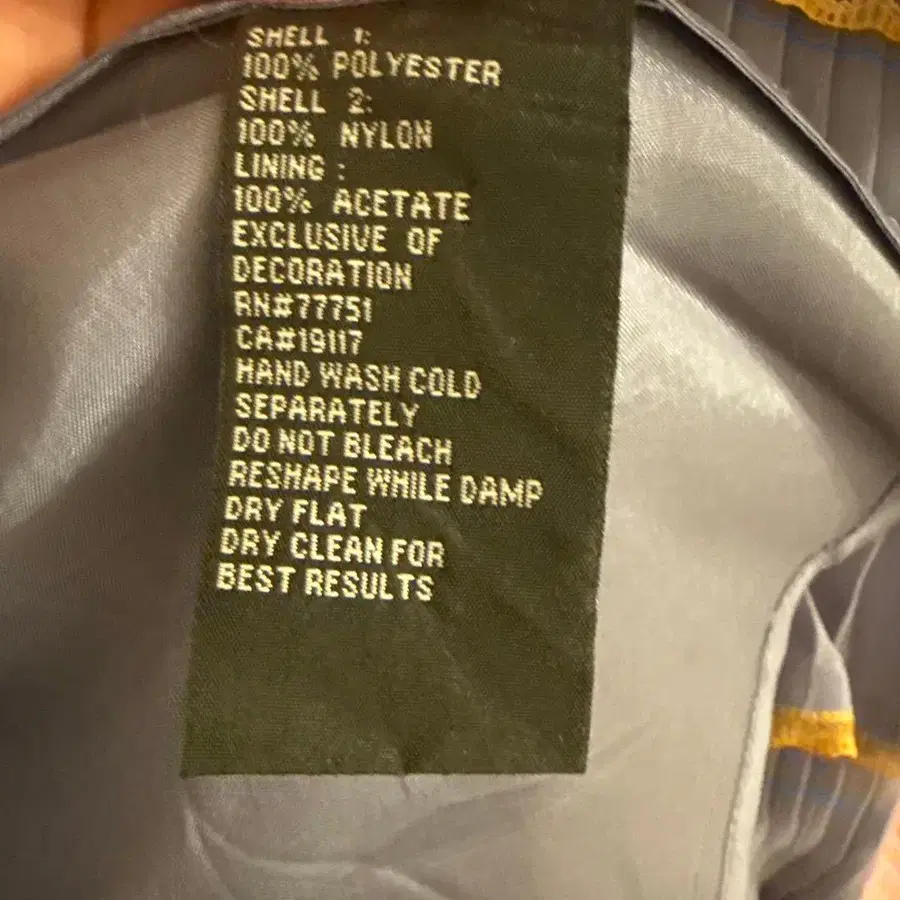 SHELL 1:
100% POLYESTER
SHELL 2:
100% NYLON
LINING :
100% ACETATE
EXCLUSIVE OF
DECORATION
RN#77751
CA#19117
HAND WASH COLD
SEPARATELY
DO NOT BLEACH
RESHAPE WHILE DAMP
DRY FLAT
DRY CLEAN FOR
BEST RESULTS